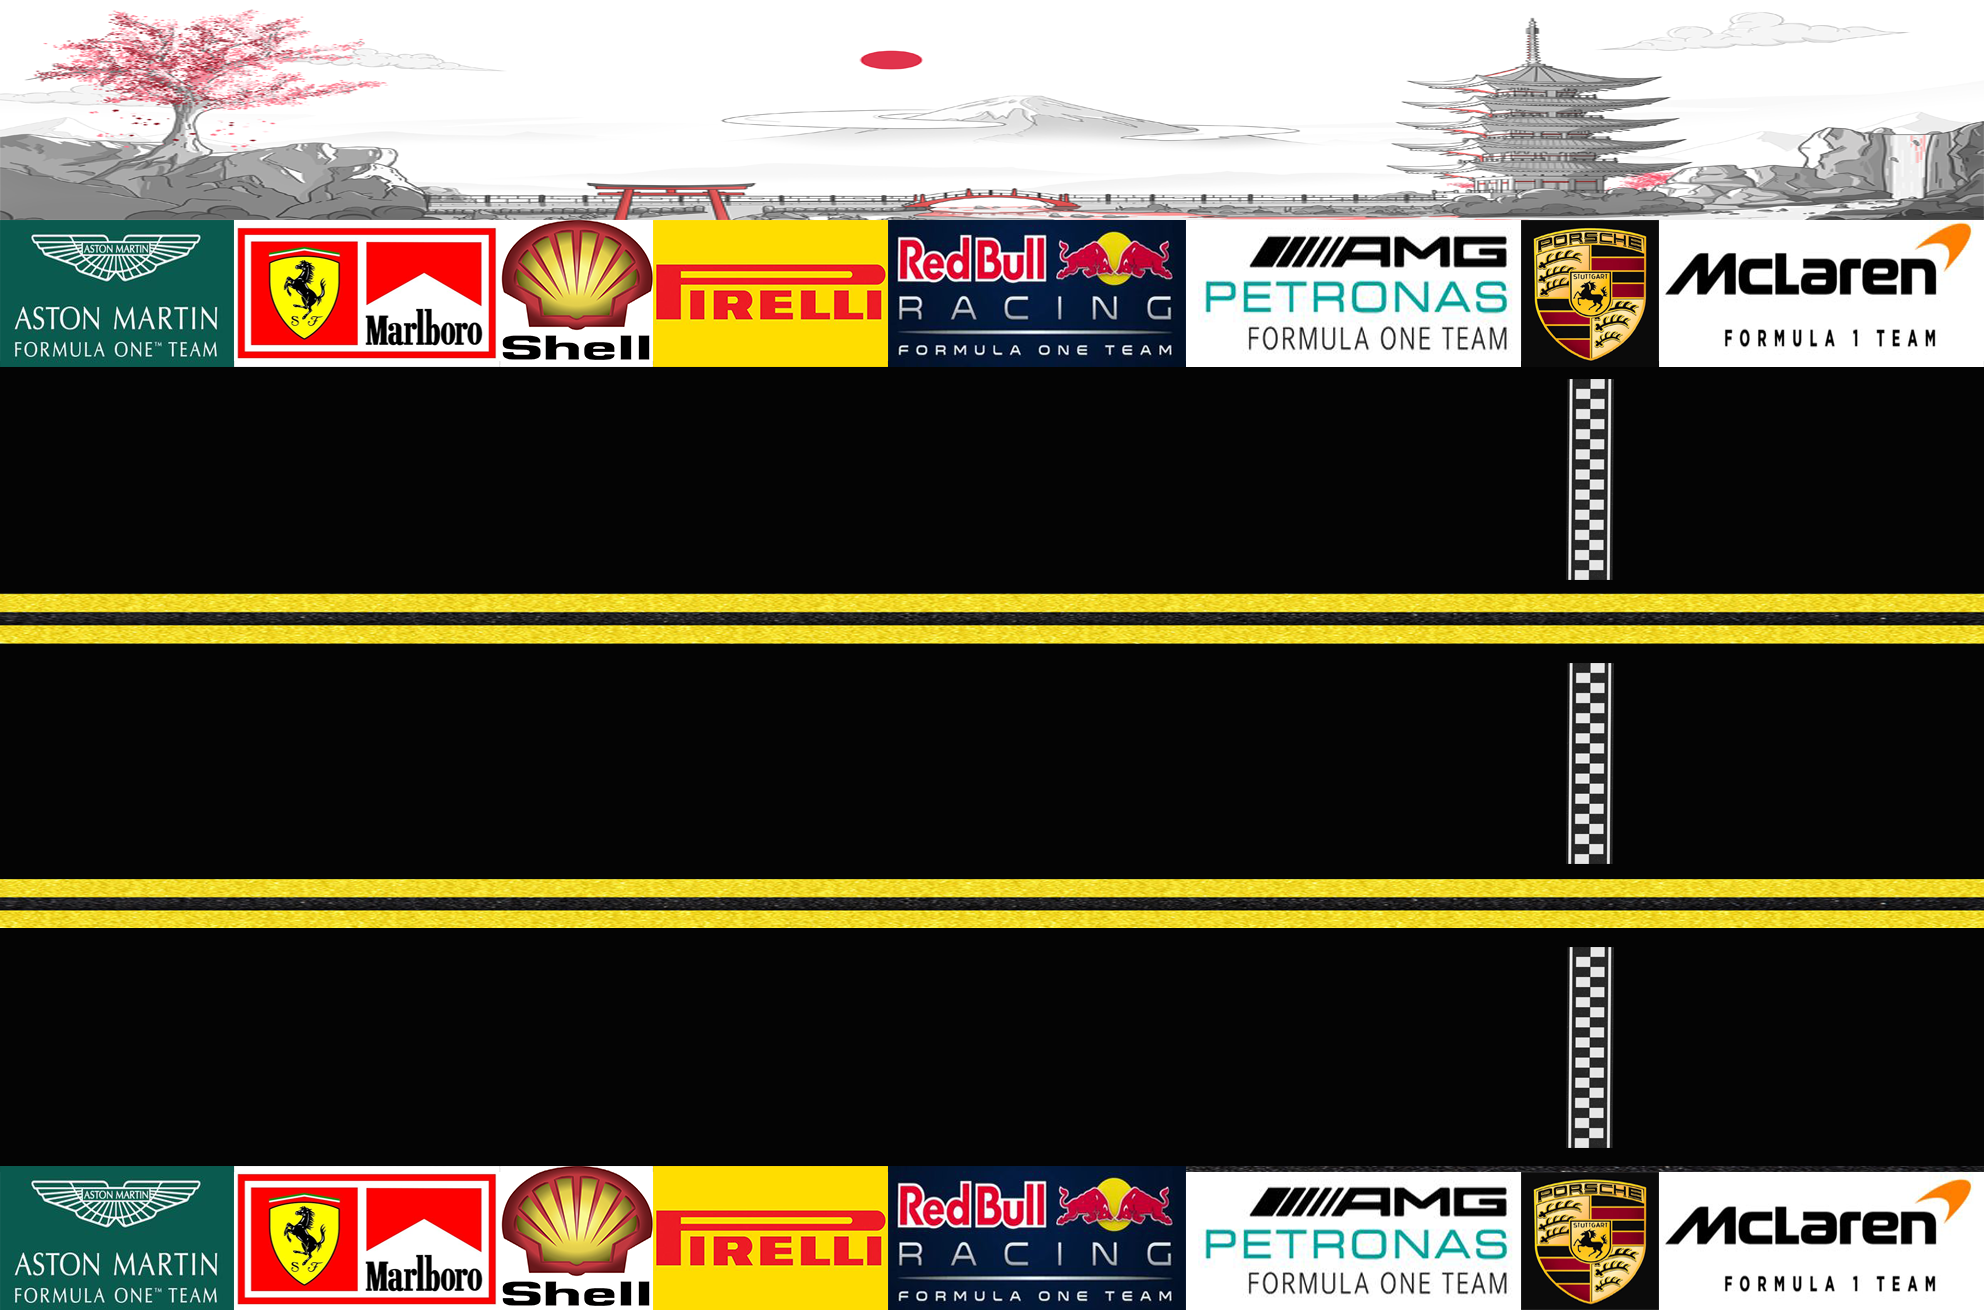 ASTON MARTIN
ASTON MARTIN
FORMULA ONE™ TEAM
S F
Marlboro
Shell
PIRELLI
Red Bull
RACING
FORMULA ONE TEAM
AMG
PETRONAS
FORMULA ONE TEAM
PORSCHE
STUTTGART
McLaren
FORMULA 1 TEAM
ASTON MARTIN
ASTON MARTIN
FORMULA ONE™ TEAM
S F
Marlboro
Shell
PIRELLI
Red Bull
RACING
FORMULA ONE TEAM
AMG
PETRONAS
FORMULA ONE TEAM
PORSCHE
STUTTGART
McLaren
FORMULA 1 TEAM